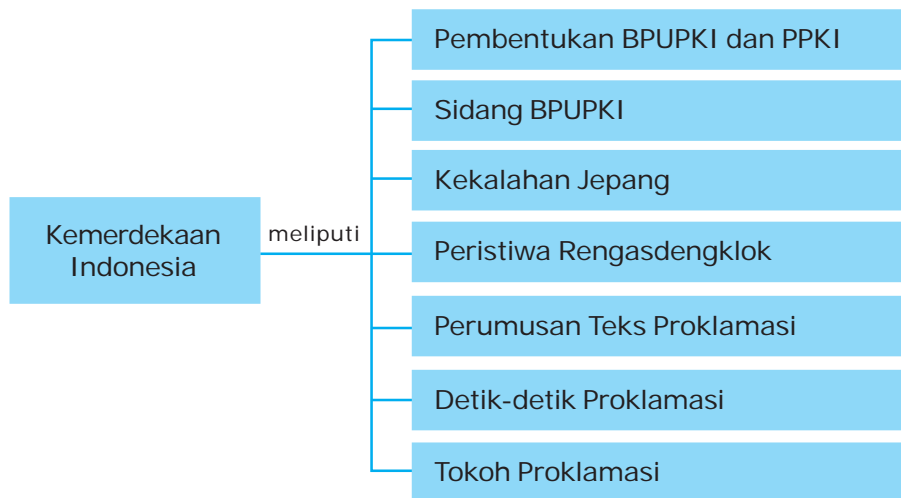 Kemerdekaan
Indonesia
meliputi
Pembentukan BPUPKI dan PPKI
Sidang BPUPKI
Kekalahan Jepang
Peristiwa Rengasdengklok
Perumusan Teks Proklamasi
Detik-detik Proklamasi
Tokoh Proklamasi